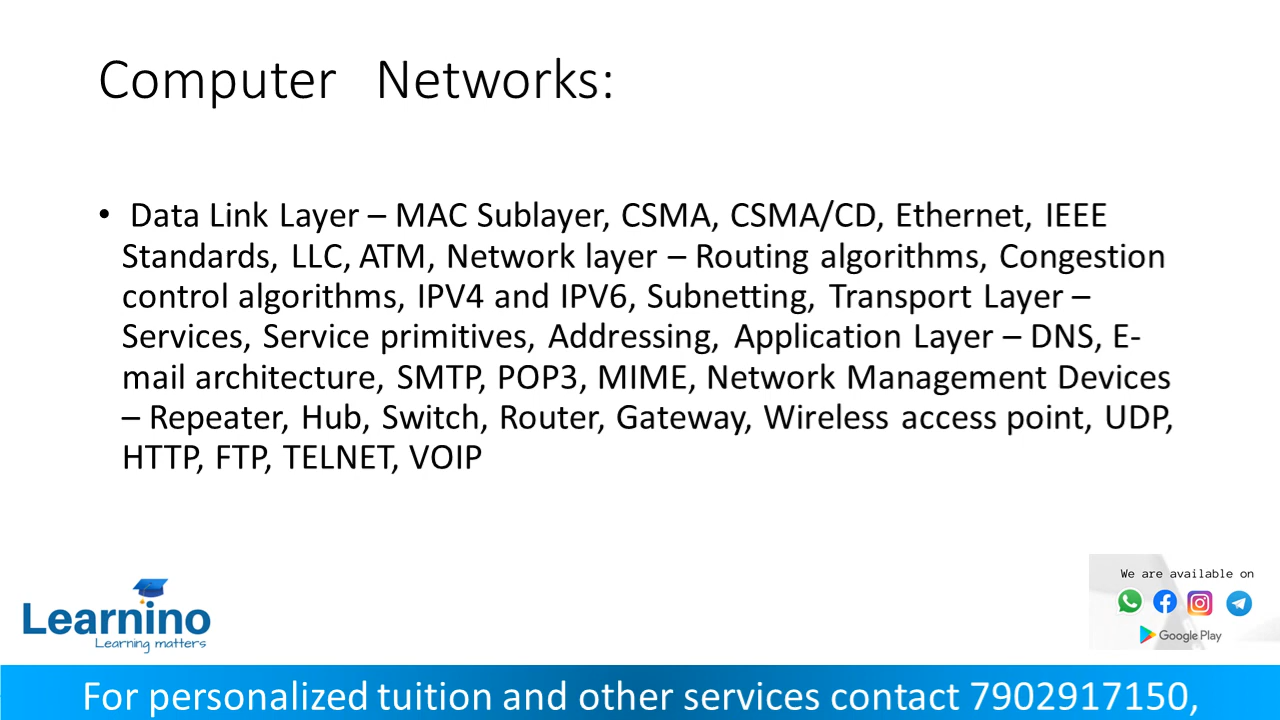 Computer Networks:
• Data Link Layer – MAC Sublayer, CSMA, CSMA/CD, Ethernet, IEEE
Standards, LLC, ATM, Network layer – Routing algorithms, Congestion
control algorithms, IPV4 and IPV6, Subnetting, Transport Layer –
Services, Service primitives, Addressing, Application Layer – DNS, E-
mail architecture, SMTP, POP3, MIME, Network Management Devices
– Repeater, Hub, Switch, Router, Gateway, Wireless access point, UDP,
HTTP, FTP, TELNET, VOIP
Learnino
Learning matters
We are available on
Google Play
For personalized tuition and other services contact 7902917150,